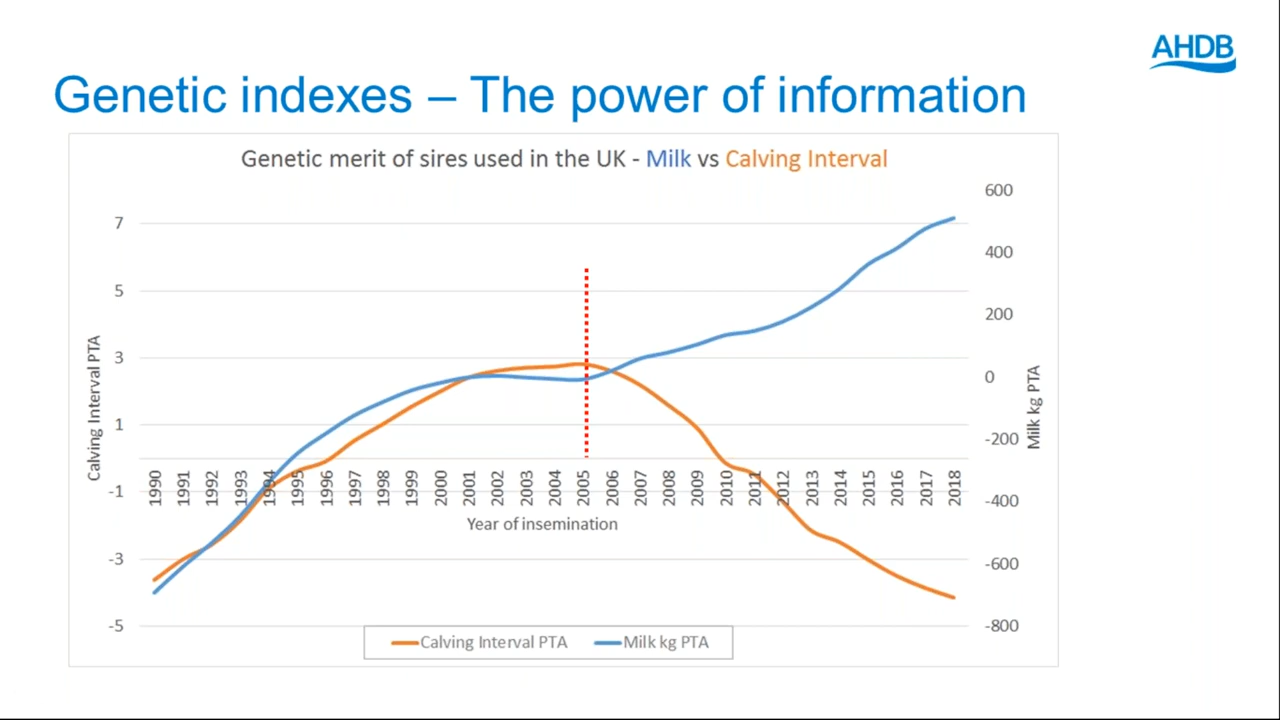 AHDB
Genetic indexes – The power of information
Genetic merit of sires used in the UK - Milk vs Calving Interval
600
7
400
5
200
3
0
1
-200
-1
-400
-3
-600
-5
-800
Calving Interval PTA
Milk kg PTA
1990 1991 1992 1993 1994 1995 1996 1997 1998 1999 2000 2001 2002 2003 2004 2005 2006 2007 2008 2009 2010 2011 2012 2013 2014 2015 2016 2017 2018
Year of insemination
Calving Interval PTA Milk kg PTA